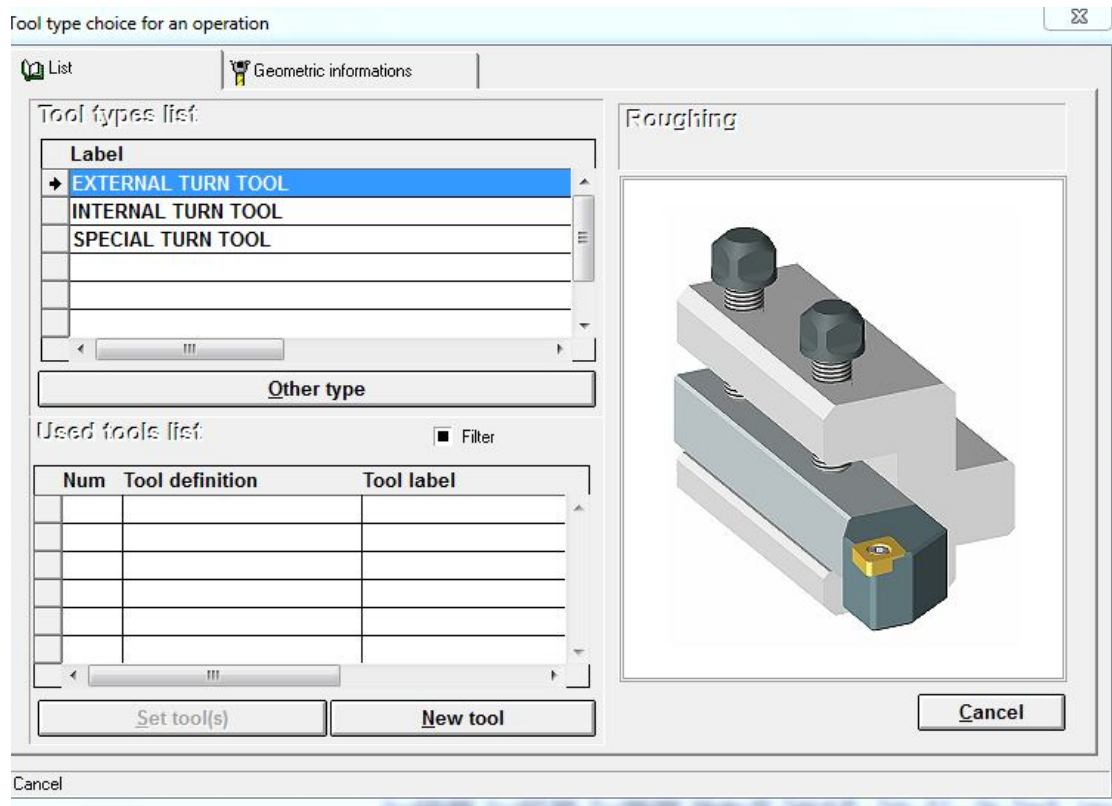 Tool type choice for an operation
List
Geometric informations
Tool types list
Label
EXTERNAL TURN TOOL
INTERNAL TURN TOOL
SPECIAL TURN TOOL
Other type
Used tools list
Filter
Num Tool definition Tool label
Set tool(s)
New tool
Roughing
Cancel
Cancel